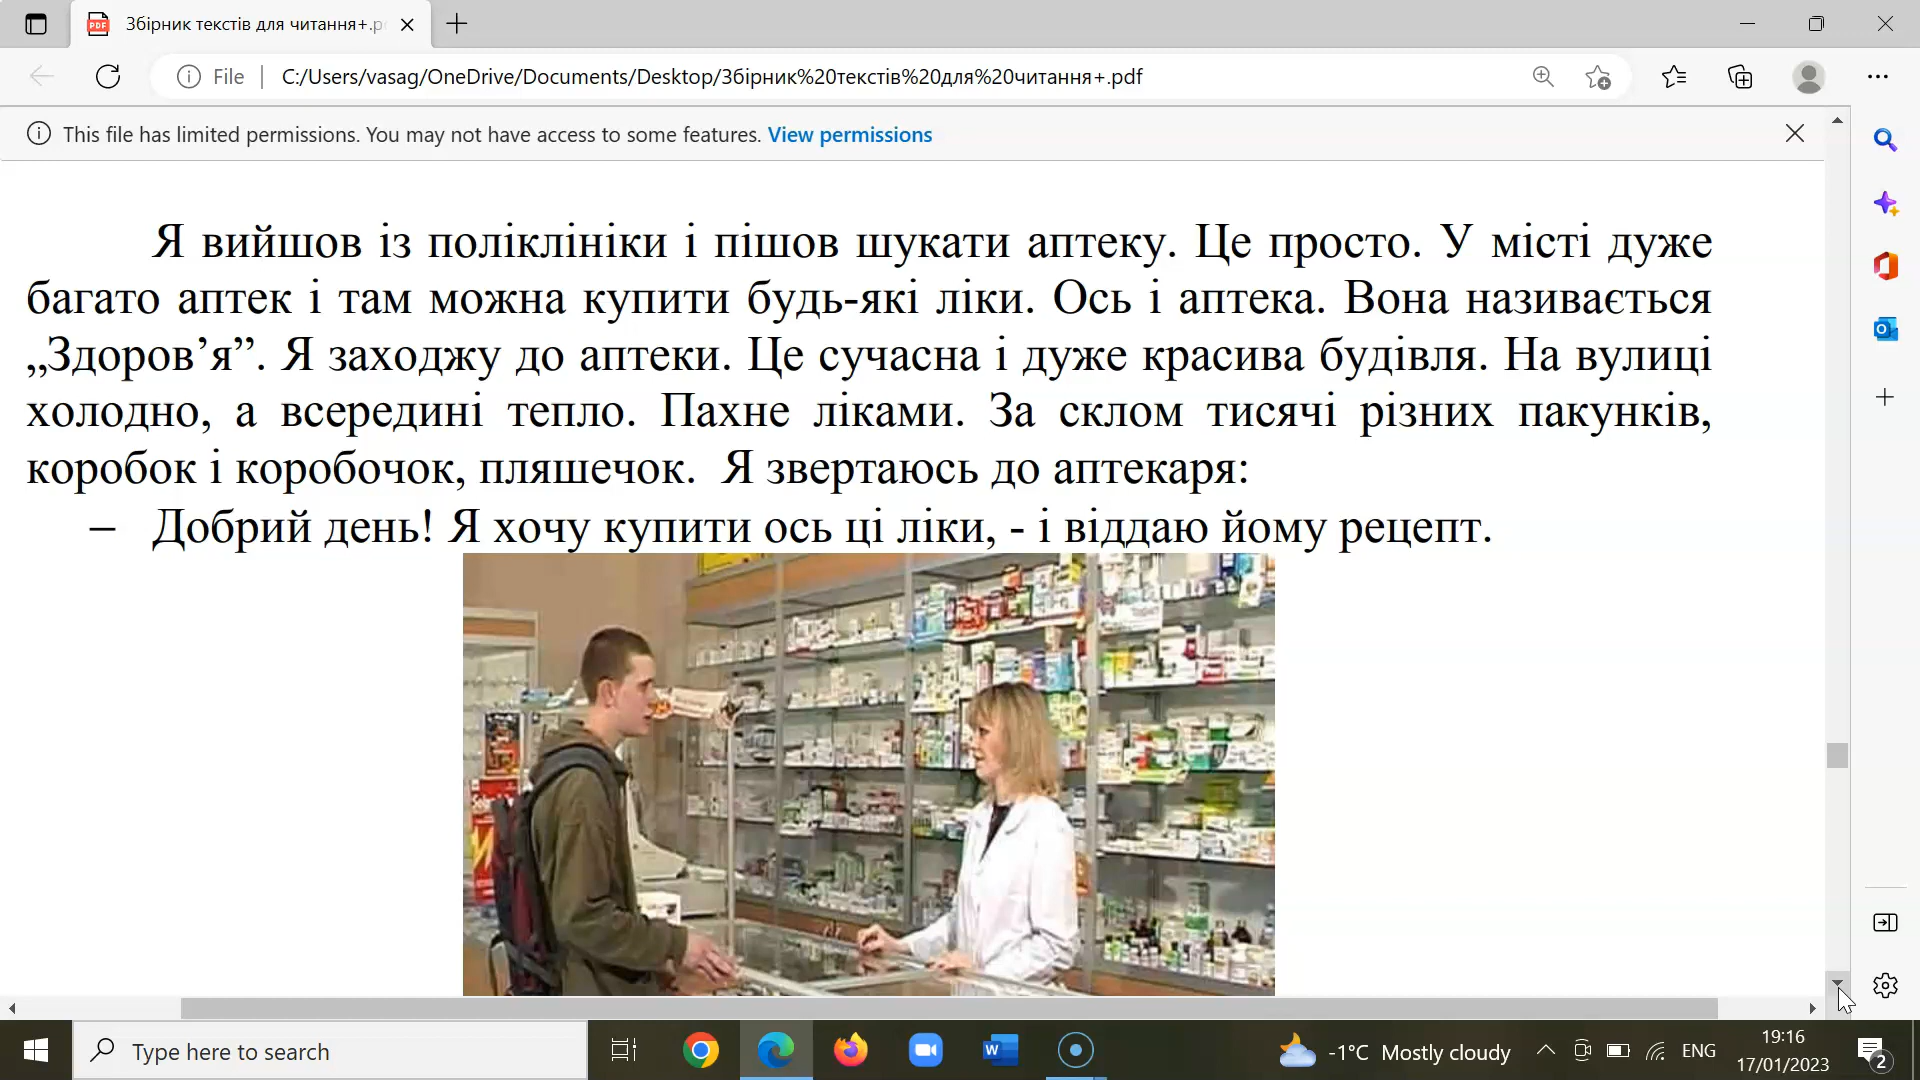 Збірник текстів для читання+.p
File
C:/Users/vasag/OneDrive/Documents/Desktop/Збірник%20текстів%20для%20читання+.pdf
This file has limited permissions. You may not have access to some features. View permissions
Я вийшов із поліклініки і пішов шукати аптеку. Це просто. У місті дуже
багато аптек і там можна купити будь-які ліки. Ось і аптека. Вона називається
„Здоров’я”. Я заходжу до аптеки. Це сучасна і дуже красива будівля. На вулиці
холодно, а всередині тепло. Пахне ліками. За склом тисячі різних пакунків,
коробок і коробочок, пляшечок. Я звертаюсь до аптекаря:
– Добрий день! Я хочу купити ось ці ліки, - і віддаю йому рецепт.
Type here to search
-1°C Mostly cloudy
ENG
19:16
17/01/2023
2